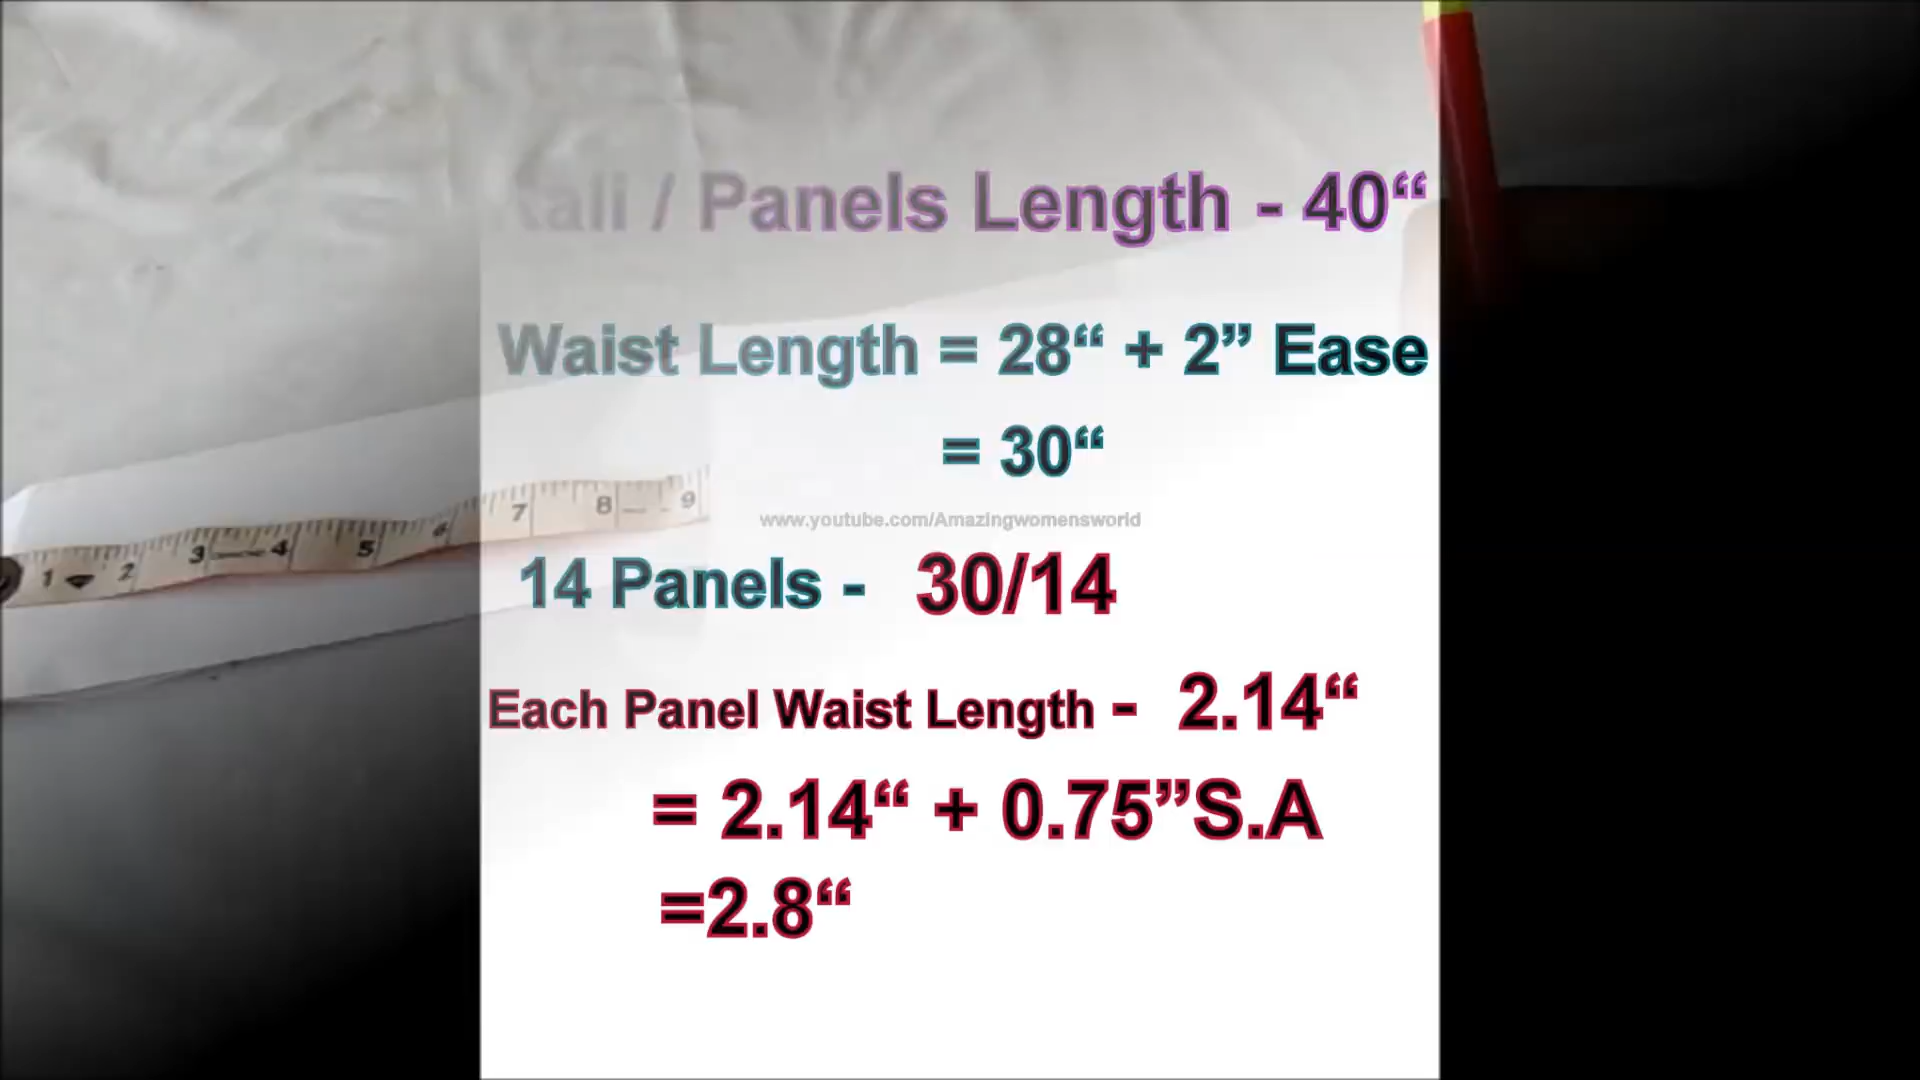 Kali / Panels Length - 40“
Waist Length = 28“ + 2” Ease
= 30“
www.youtube.com/Amazingwomensworld
14 Panels - 30/14
Each Panel Waist Length - 2.14“
= 2.14“ + 0.75”S.A
=2.8“
1 2 3 4 5 6 7 8 9